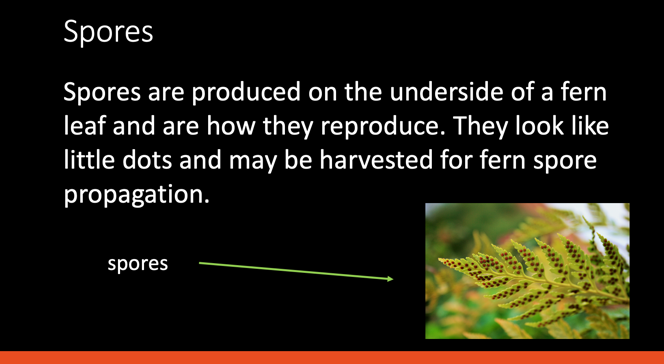 Spores
Spores are produced on the underside of a fern
leaf and are how they reproduce. They look like
little dots and may be harvested for fern spore
propagation.
spores